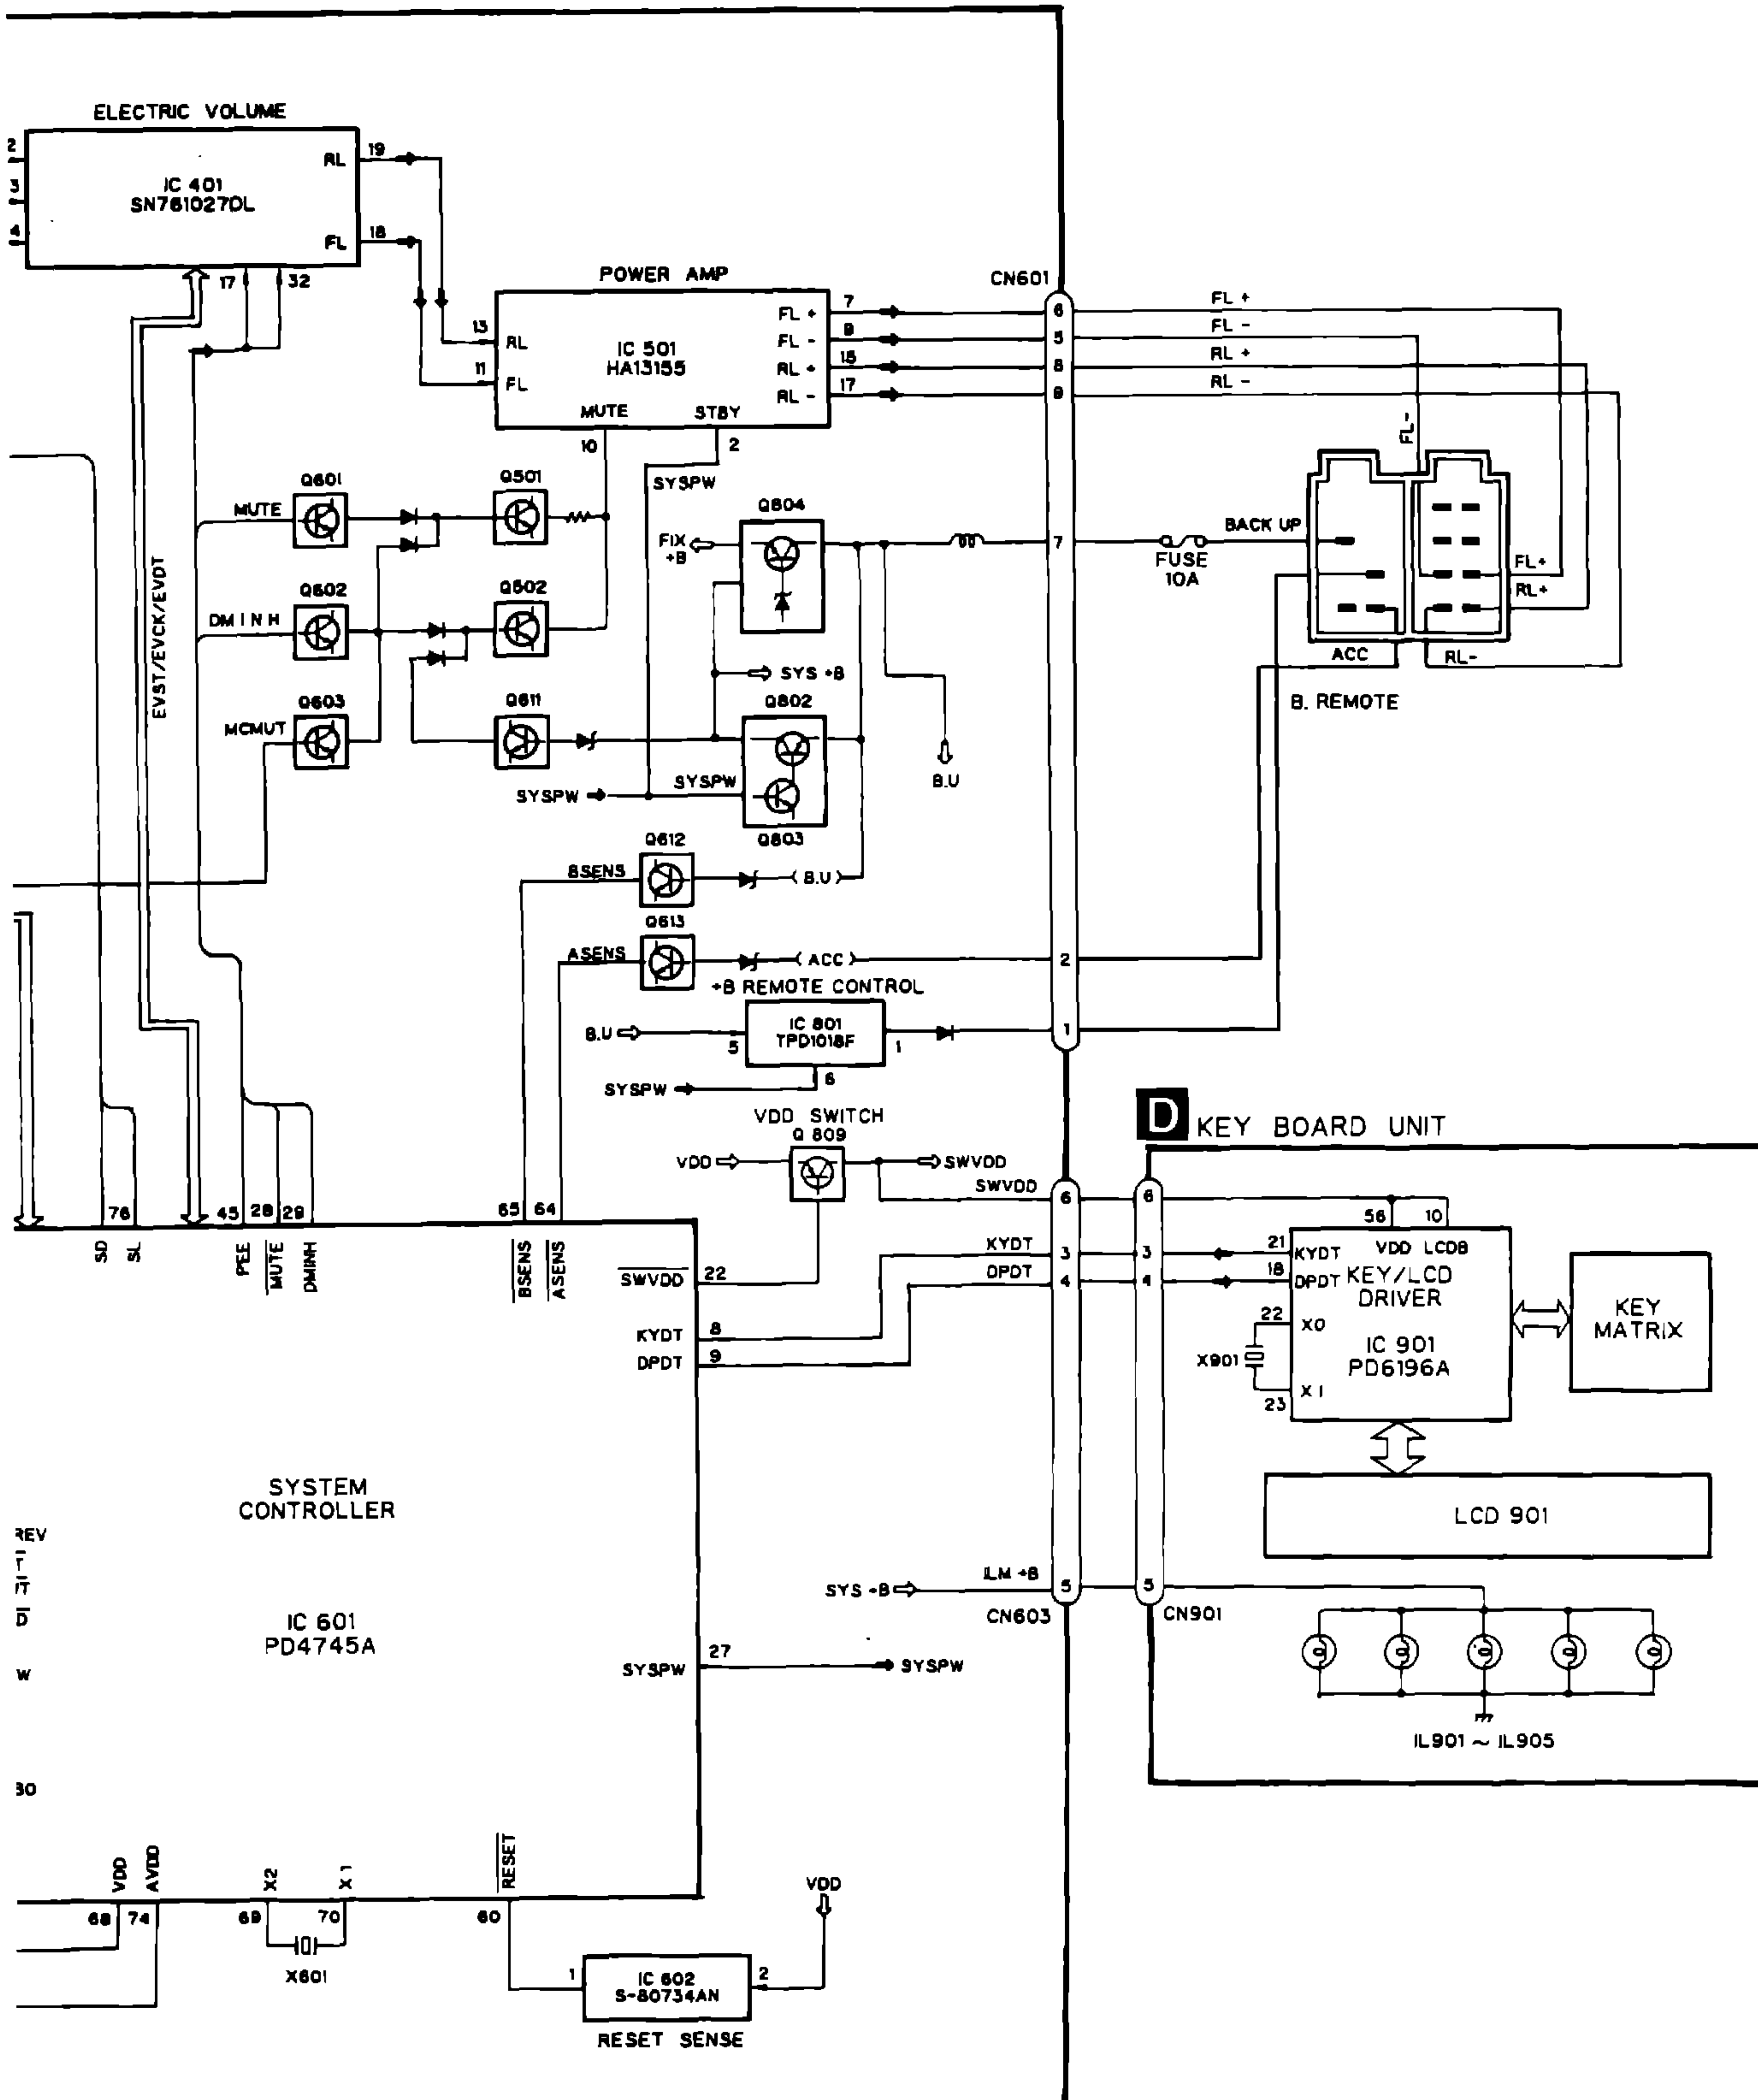 ELECTRIC VOLUME
2
3
4
IC 401
SN761027DL
RL
19
FL
18
17
32
POWER AMP
IC 501
HA13155
13
RL
11
FL
FL +
7
FL -
9
RL +
15
RL -
17
MUTE
STBY
10
2
CN601
6
FL +
5
FL -
8
RL +
9
RL -
FL-
SYSPW
Q601
MUTE
Q501
Q602
DMINH
Q502
Q603
MCMUT
Q611
EVST/EVCK/EVDT
Q804
FIX
+B
SYS +B
Q802
SYSPW
SYSPW
Q803
B.U
7
FUSE
10A
BACK UP
FL+
RL+
ACC
RL-
B. REMOTE
Q612
BSENS
( B.U )
Q613
ASENS
( ACC )
2
+B REMOTE CONTROL
IC 801
TPD1018F
B.U
5
1
6
1
SYSPW
VDD SWITCH
Q 809
VDD
SWVDD
SWVDD
6
6
D
KEY BOARD UNIT
76
45
28
29
65
64
SD
SL
PEE
MUTE
DMINH
BSENS
ASENS
SWVDD
22
KYDT
8
DPDT
9
KYDT
3
3
DPDT
4
4
56
10
21
KYDT
VDD LCDB
18
DPDT
KEY/LCD
DRIVER
22
XO
X901
IC 901
PD6196A
XI
23
KEY
MATRIX
LCD 901
SYSTEM
CONTROLLER
IC 601
PD4745A
REV
T
D
W
SYS +B
ILM +B
5
5
CN603
CN901
SYSPW
27
SYSPW
IL901 ~ IL905
VDD
AVDD
X2
X1
RESET
68
74
69
70
60
X601
VDD
1
IC 602
S-80734AN
2
RESET SENSE